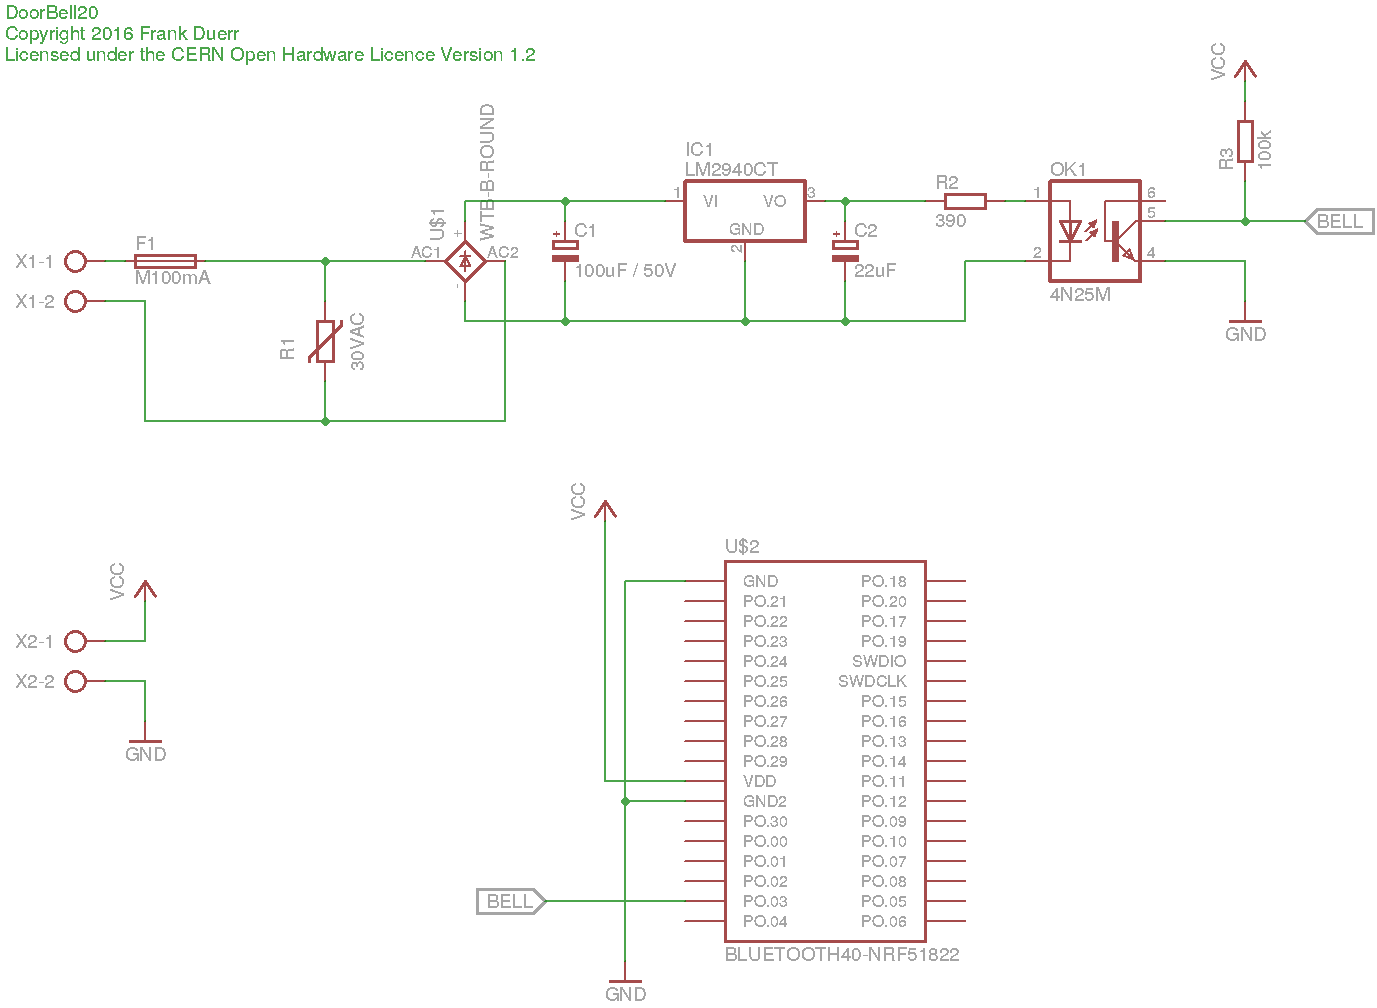 DoorBell20
Copyright 2016 Frank Duerr
Licensed under the CERN Open Hardware Licence Version 1.2
X1-1
X1-2
F1
M100mA
R1
30VAC
U$1
WTB-B-ROUND
AC1
AC2
+
-
+
C1
100uF / 50V
IC1
LM2940CT
1
VI
VO
3
GND
2
+
C2
22uF
R2
390
OK1
1
2
6
5
4
4N25M
VCC
R3
100k
BELL
GND
VCC
X2-1
X2-2
GND
VCC
U$2
GND PO.18
PO.21 PO.20
PO.22 PO.17
PO.23 PO.19
PO.24 SWDIO
PO.25 SWDCLK
PO.26 PO.15
PO.27 PO.16
PO.28 PO.13
PO.29 PO.14
VDD PO.11
GND2 PO.12
PO.30 PO.09
PO.00 PO.10
PO.01 PO.07
PO.02 PO.08
BELL PO.03 PO.05
PO.04 PO.06
BLUETOOTH40-NRF51822
GND